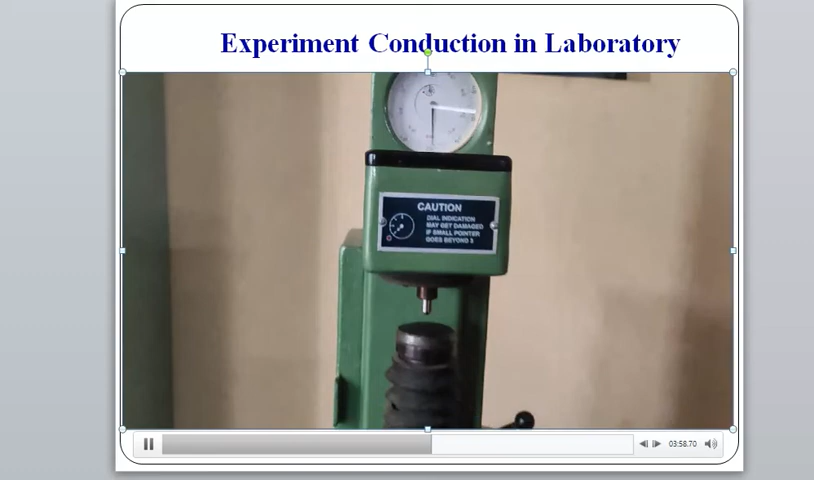 Experiment Conduction in Laboratory
CAUTION
DIAL INDICATION
MAY GET DAMAGED
IF SMALL POINTER
GOES BEYOND 3
03:58.70